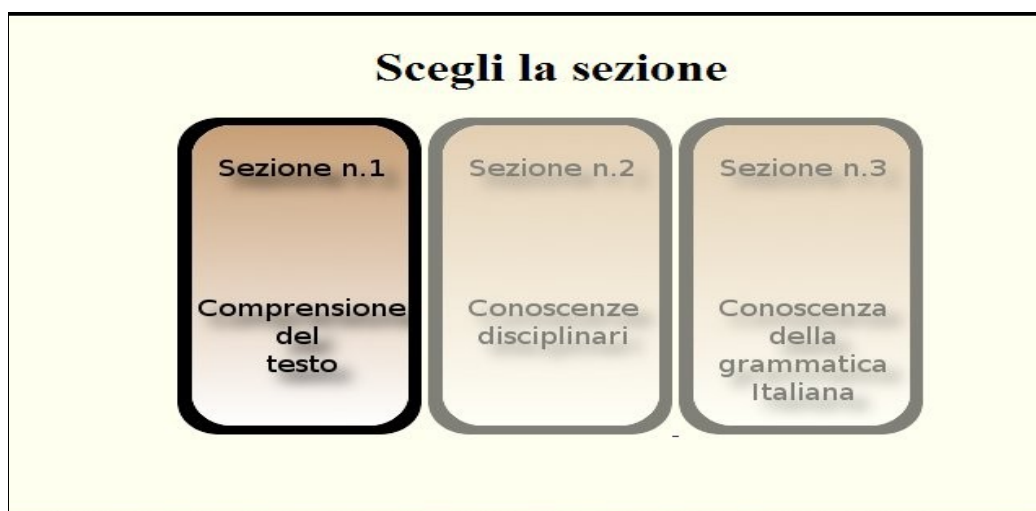 Scegli la sezione
Sezione n.1
Comprensione
del
testo
Sezione n.2
Conoscenze
disciplinari
Sezione n.3
Conoscenza
della
grammatica
Italiana